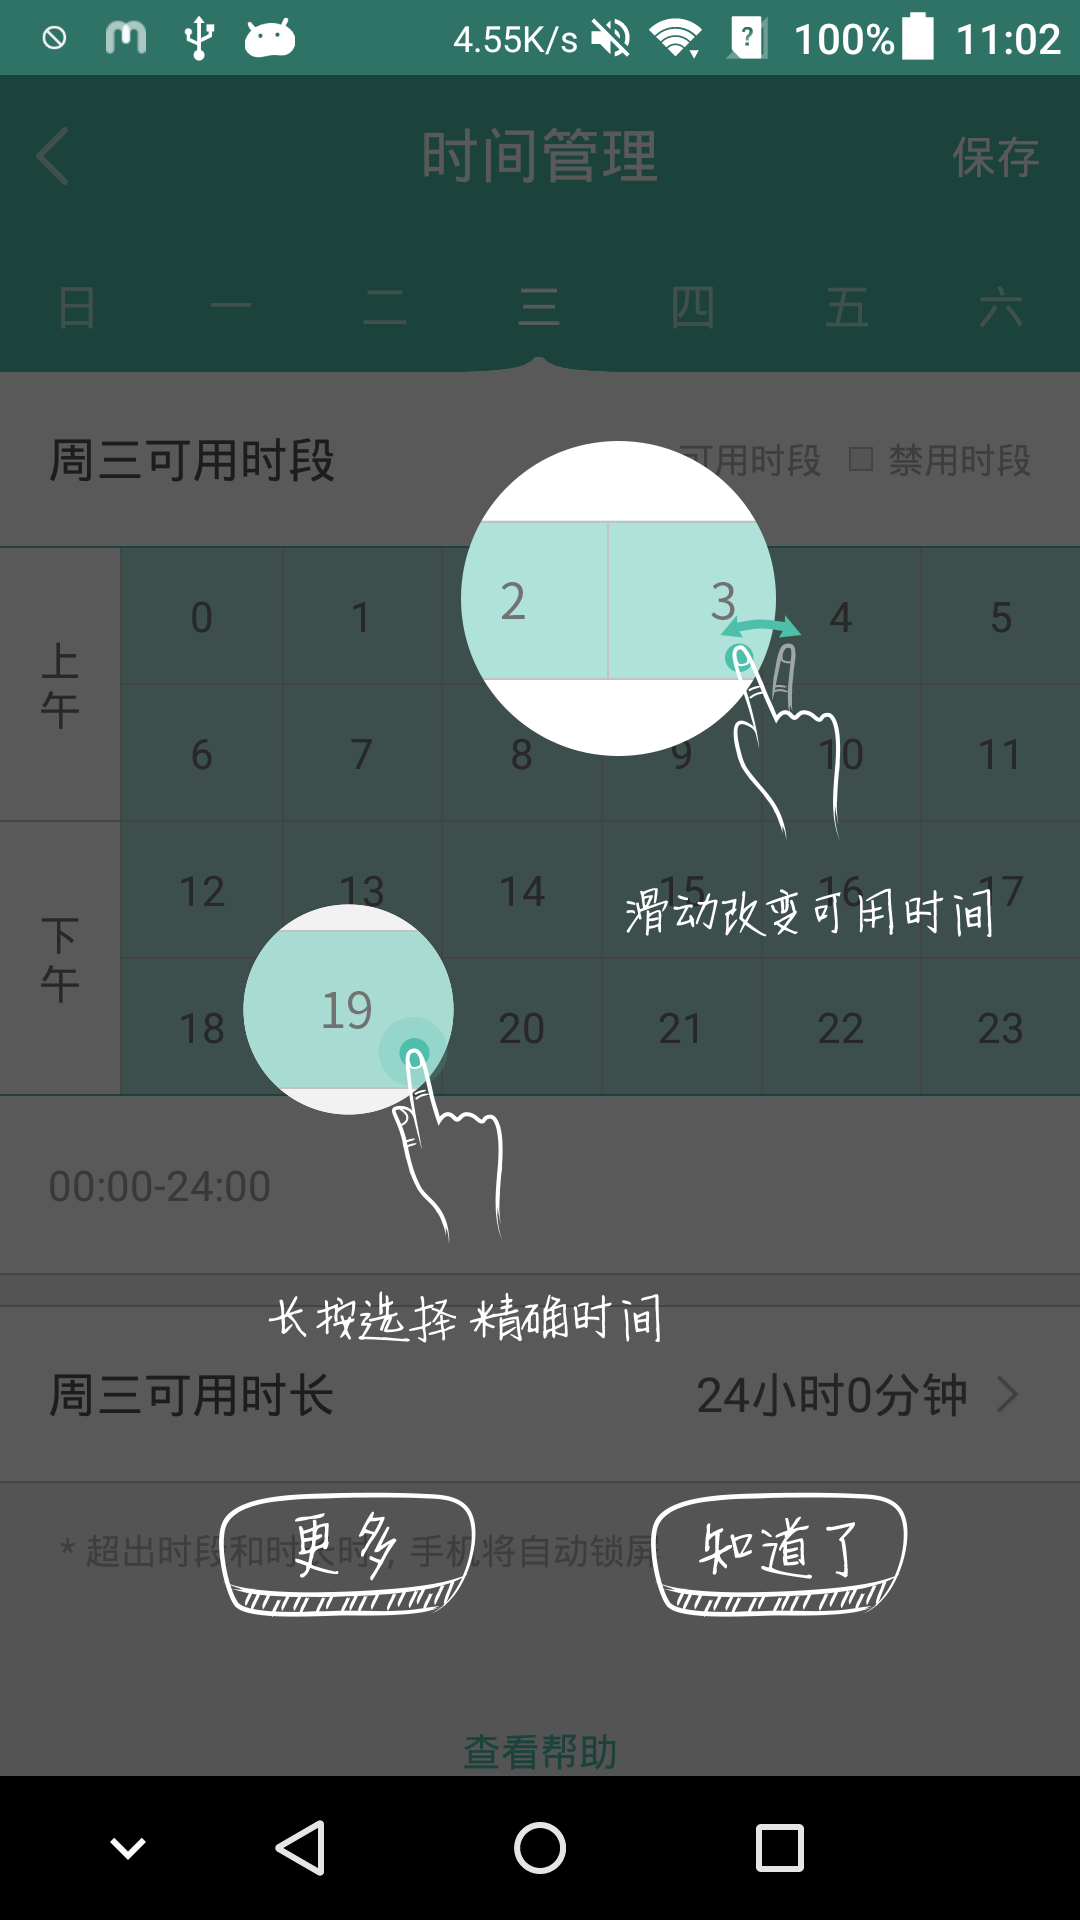 4.55K/s 100% 11:02
时间管理 保存
日 一 二 三 四 五 六
周三可用时段 可用时段 禁用时段
上午
0 1 2 3 4 5
6 7 8 9 10 11
下午
12 13 14 15 16 17
滑动改变可用时间
18 19 20 21 22 23
00:00-24:00
长按选择 精确时间
周三可用时长 24小时0分钟
* 超出时段和时长时，手机将自动锁屏
更多 知道了
查看帮助